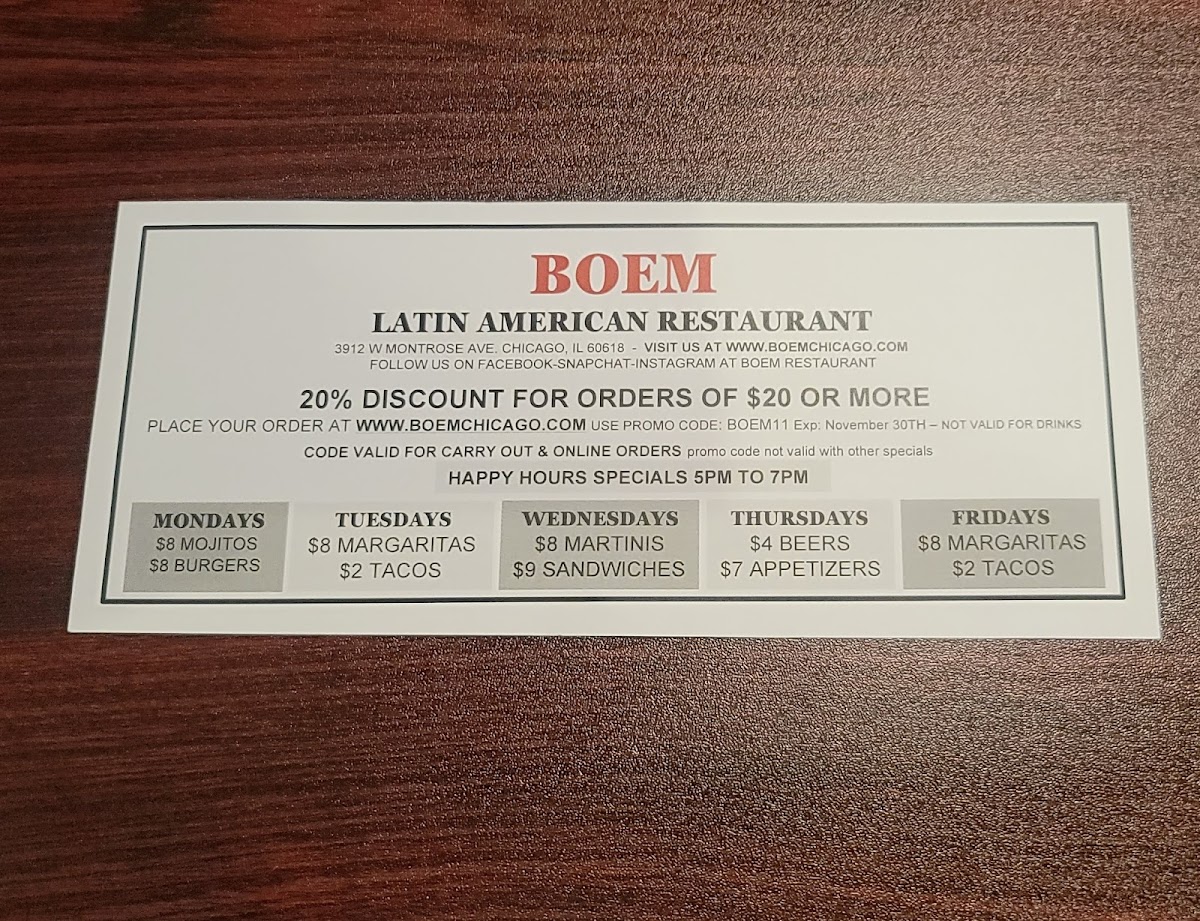 BOEM
LATIN AMERICAN RESTAURANT
3912 W MONTROSE AVE. CHICAGO, IL 60618 - VISIT US AT WWW.BOEMCHICAGO.COM
FOLLOW US ON FACEBOOK-SNAPCHAT-INSTAGRAM AT BOEM RESTAURANT
20% DISCOUNT FOR ORDERS OF $20 OR MORE
PLACE YOUR ORDER AT WWW.BOEMCHICAGO.COM USE PROMO CODE: BOEM11 Exp: November 30TH – NOT VALID FOR DRINKS
CODE VALID FOR CARRY OUT & ONLINE ORDERS promo code not valid with other specials
HAPPY HOURS SPECIALS 5PM TO 7PM
MONDAYS
$8 MOJITOS
$8 BURGERS
TUESDAYS
$8 MARGARITAS
$2 TACOS
WEDNESDAYS
$8 MARTINIS
$9 SANDWICHES
THURSDAYS
$4 BEERS
$7 APPETIZERS
FRIDAYS
$8 MARGARITAS
$2 TACOS